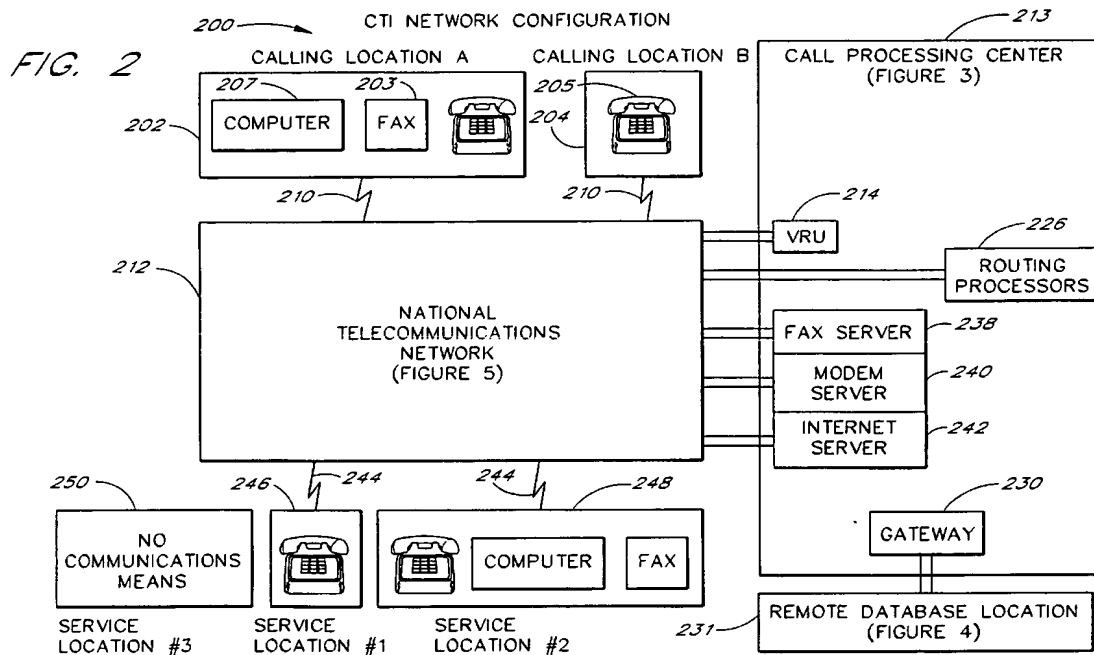 CTI NETWORK CONFIGURATION
200
213
FIG. 2
CALLING LOCATION A
CALLING LOCATION B
CALL PROCESSING CENTER
(FIGURE 3)
207
203
205
202
COMPUTER
FAX
204
210
210
214
VRU
226
ROUTING
PROCESSORS
212
NATIONAL
TELECOMMUNICATIONS
NETWORK
(FIGURE 5)
FAX SERVER
238
MODEM
SERVER
240
INTERNET
SERVER
242
250
246
244
244
248
230
NO
COMMUNICATIONS
MEANS
COMPUTER
FAX
GATEWAY
SERVICE
LOCATION #3
SERVICE
LOCATION #1
SERVICE
LOCATION #2
231
REMOTE DATABASE LOCATION
(FIGURE 4)